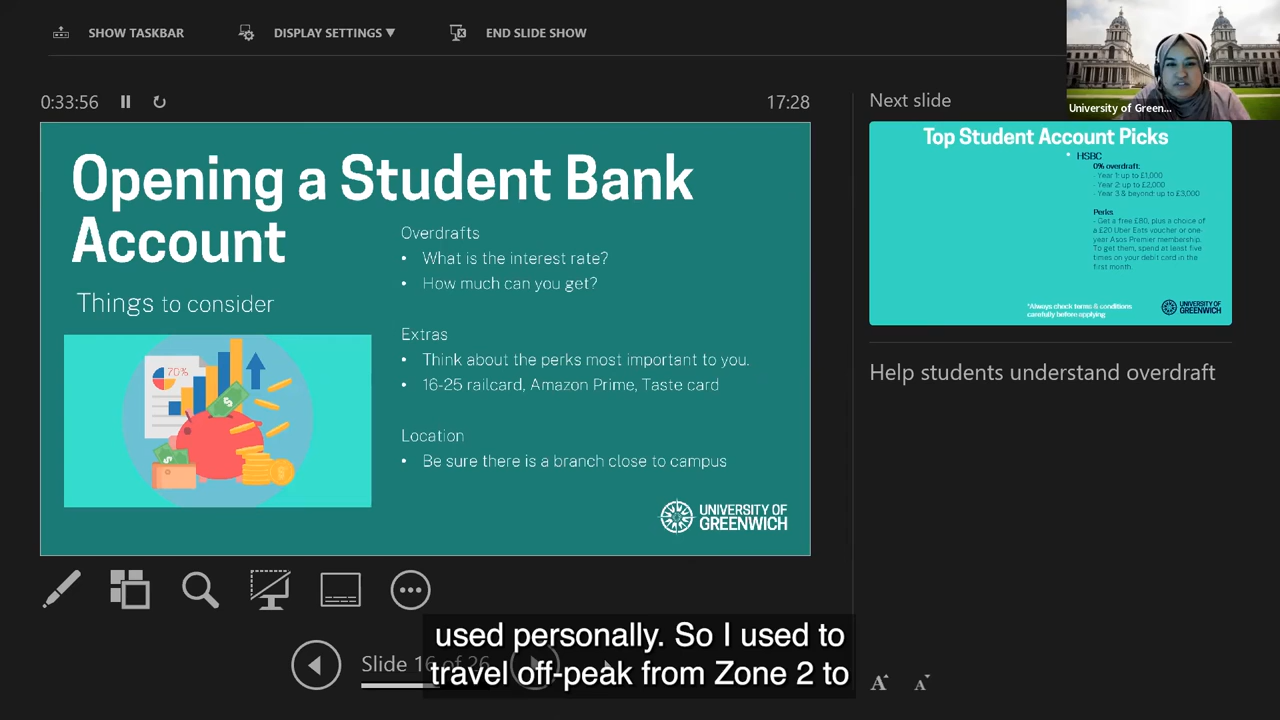 SHOW TASKBAR
DISPLAY SETTINGS ▼
END SLIDE SHOW
University of Green...
0:33:56
17:28
Next slide
Opening a Student Bank
Account
Things to consider
70%
Overdrafts
• What is the interest rate?
• How much can you get?
Extras
• Think about the perks most important to you.
• 16-25 railcard, Amazon Prime, Taste card
Location
• Be sure there is a branch close to campus
UNIVERSITY OF
GREENWICH
Top Student Account Picks
• HSBC
0% overdraft:
- Year 1: up to £1,000
- Year 2: up to £2,000
- Year 3 & beyond: up to £3,000
Perks
- Get a free £80, plus a choice of
a £20 Uber Eats voucher or one-
year Asos Premier membership.
To get them, spend at least five
times on your debit card in the
first month.
*Always check terms & conditions
carefully before applying
UNIVERSITY OF
GREENWICH
Help students understand overdraft
Slide 16 of 26
used personally. So I used to
travel off-peak from Zone 2 to
A A